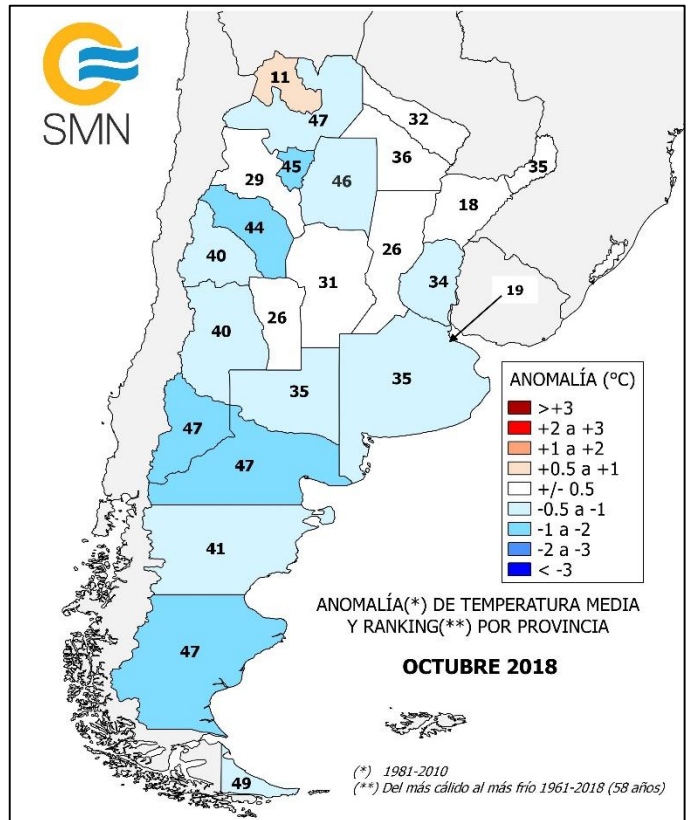 SMN
11
47
32
36
35
45
46
29
18
44
26
40
34
19
31
26
40
35
35
47
47
41
47
49
ANOMALÍA (°C)
>+3
+2 a +3
+1 a +2
+0.5 a +1
+/- 0.5
-0.5 a -1
-1 a -2
-2 a -3
< -3
ANOMALÍA(*) DE TEMPERATURA MEDIA
Y RANKING(**) POR PROVINCIA
OCTUBRE 2018
(*) 1981-2010
(**) Del más cálido al más frío 1961-2018 (58 años)